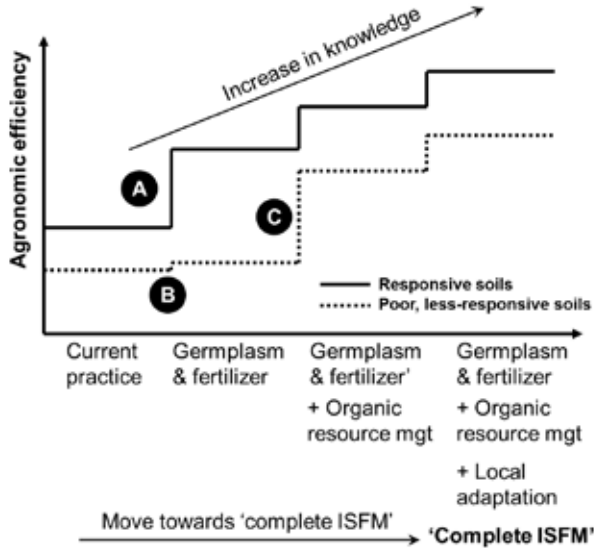 Increase in knowledge
Agronomic efficiency
A
C
B
Responsive soils
Poor, less-responsive soils
Current
practice
Germplasm
& fertilizer
Germplasm
& fertilizer’
+ Organic
resource mgt
Germplasm
& fertilizer
+ Organic
resource mgt
+ Local
adaptation
Move towards ‘complete ISFM’
‘Complete ISFM’